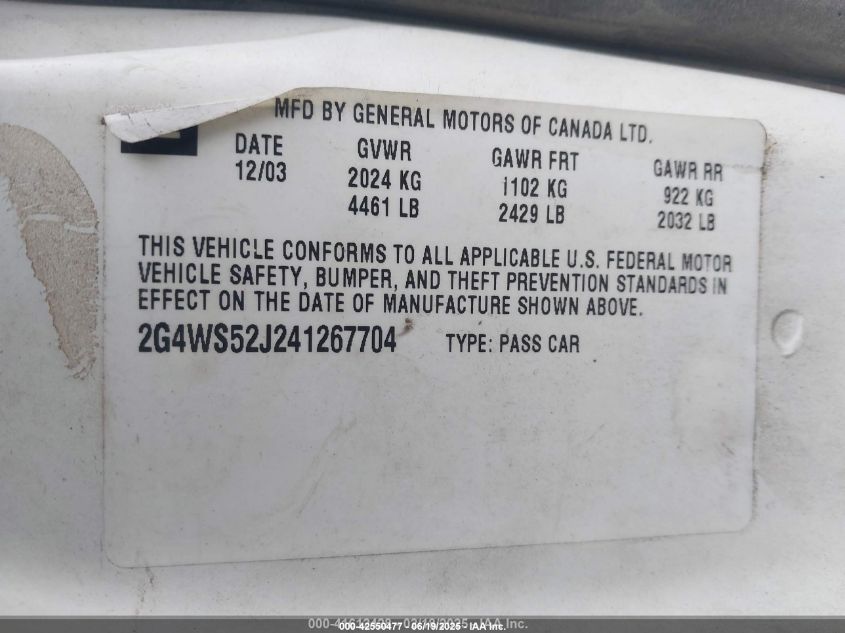 MFD BY GENERAL MOTORS OF CANADA LTD.
DATE GVWR GAWR FRT GAWR RR
12/03 2024 KG 1102 KG 922 KG
4461 LB 2429 LB 2032 LB
THIS VEHICLE CONFORMS TO ALL APPLICABLE U.S. FEDERAL MOTOR
VEHICLE SAFETY, BUMPER, AND THEFT PREVENTION STANDARDS IN
EFFECT ON THE DATE OF MANUFACTURE SHOWN ABOVE.
2G4WS52J241267704 TYPE: PASS CAR
000-42550477 - 06/19/2025 - IAA Inc.